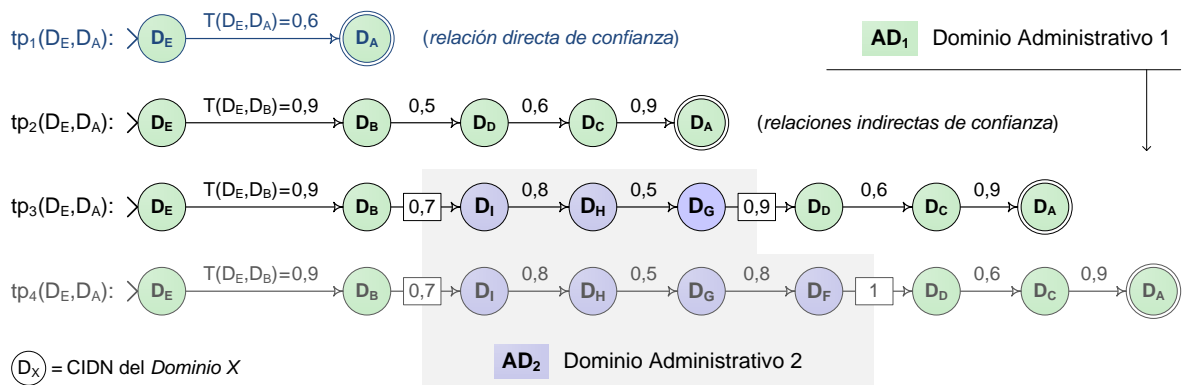 tp1(DE,DA): DE T(DE,DA)=0,6 DA (relación directa de confianza) AD1 Dominio Administrativo 1
tp2(DE,DA): DE T(DE,DB)=0,9 DB 0,5 DD 0,6 DC 0,9 DA (relaciones indirectas de confianza)
tp3(DE,DA): DE T(DE,DB)=0,9 DB 0,7 DI 0,8 DH 0,5 DG 0,9 DD 0,6 DC 0,9 DA
tp4(DE,DA): DE T(DE,DB)=0,9 DB 0,7 DI 0,8 DH 0,5 DG 0,8 DF 1 DD 0,6 DC 0,9 DA
DX = CIDN del Dominio X AD2 Dominio Administrativo 2